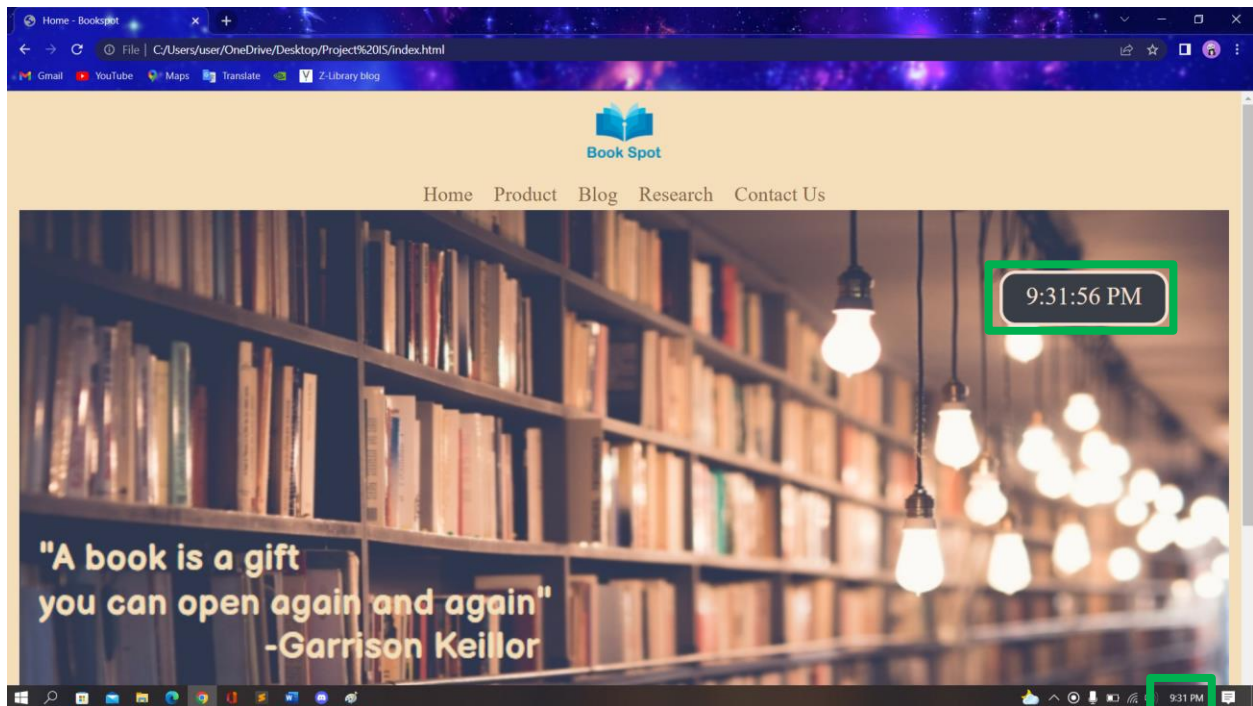 Home - Bookspot
File | C:/Users/user/OneDrive/Desktop/Project%20IS/index.html
Gmail YouTube Maps Translate Z-Library blog
Book Spot
Home Product Blog Research Contact Us
9:31:56 PM
"A book is a gift
you can open again and again"
-Garrison Keillor
9:31 PM